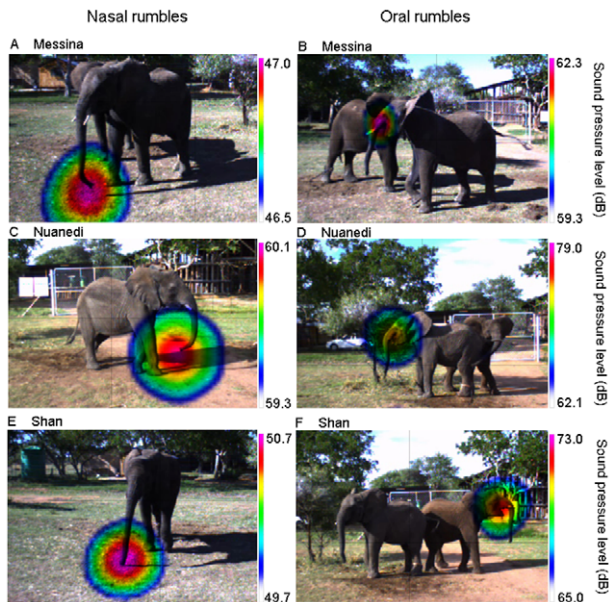 Nasal rumbles
Oral rumbles
A Messina
47.0
46.5
B Messina
62.3
59.3
Sound pressure level (dB)
C Nuanedi
60.1
59.3
D Nuanedi
79.0
62.1
Sound pressure level (dB)
E Shan
50.7
49.7
F Shan
73.0
65.0
Sound pressure level (dB)